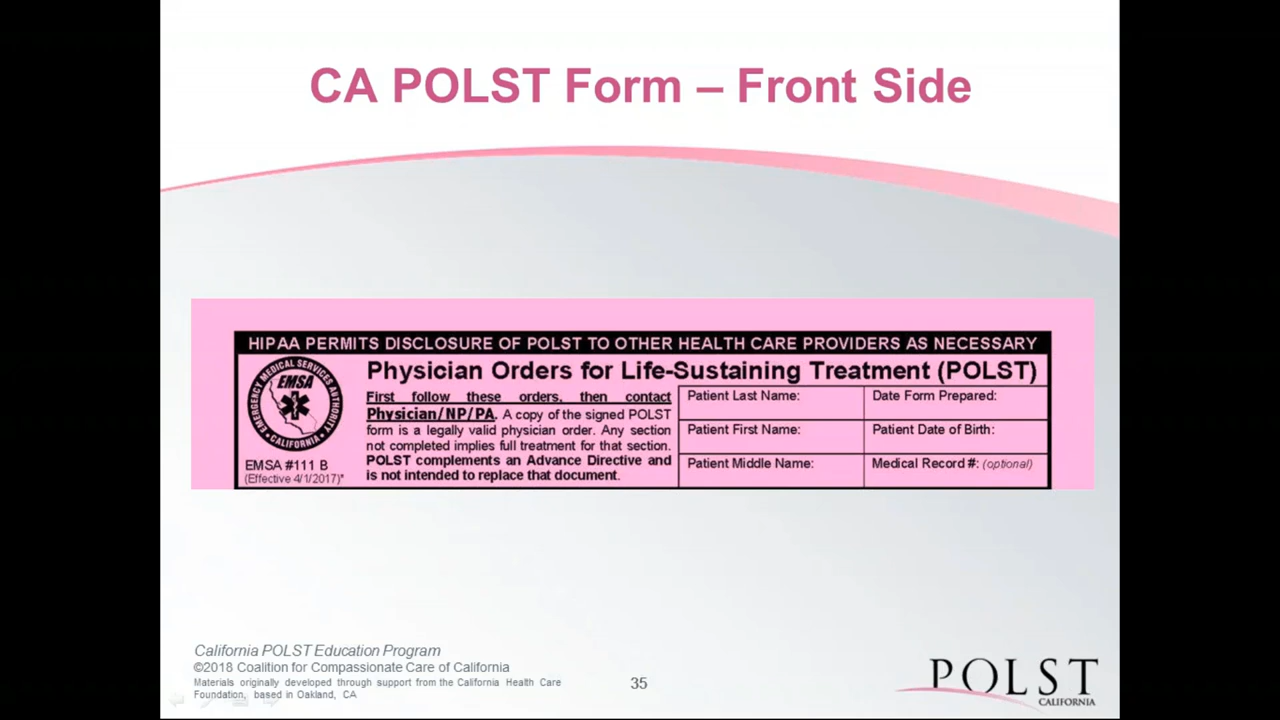 CA POLST Form – Front Side
HIPAA PERMITS DISCLOSURE OF POLST TO OTHER HEALTH CARE PROVIDERS AS NECESSARY
EMERGENCY MEDICAL SERVICES AUTHORITY
EMSA
CALIFORNIA
EMSA #111 B
(Effective 4/1/2017)*
Physician Orders for Life-Sustaining Treatment (POLST)
First follow these orders, then contact
Physician/NP/PA. A copy of the signed POLST
form is a legally valid physician order. Any section
not completed implies full treatment for that section.
POLST complements an Advance Directive and
is not intended to replace that document.
Patient Last Name:
Date Form Prepared:
Patient First Name:
Patient Date of Birth:
Patient Middle Name:
Medical Record #: (optional)
California POLST Education Program
©2018 Coalition for Compassionate Care of California
Materials originally developed through support from the California Health Care
Foundation, based in Oakland, CA
35
POLST
CALIFORNIA